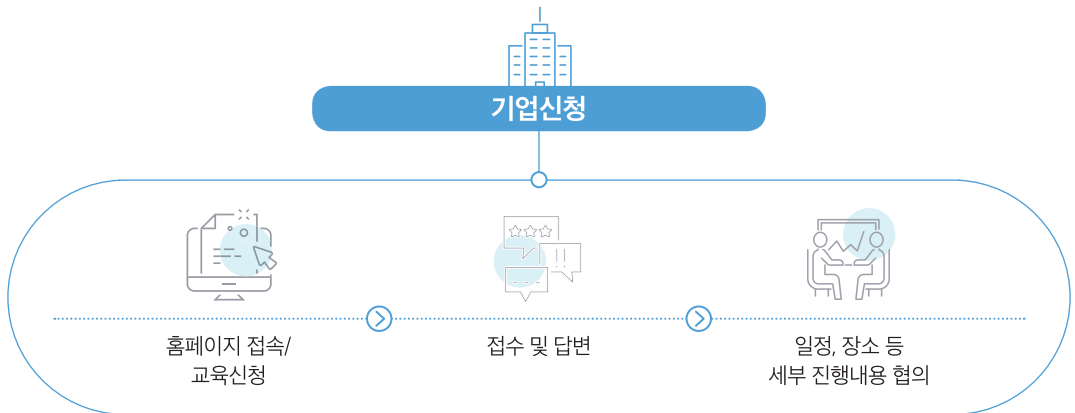 기업신청
홈페이지 접속/
교육신청
접수 및 답변
일정, 장소 등
세부 진행내용 협의